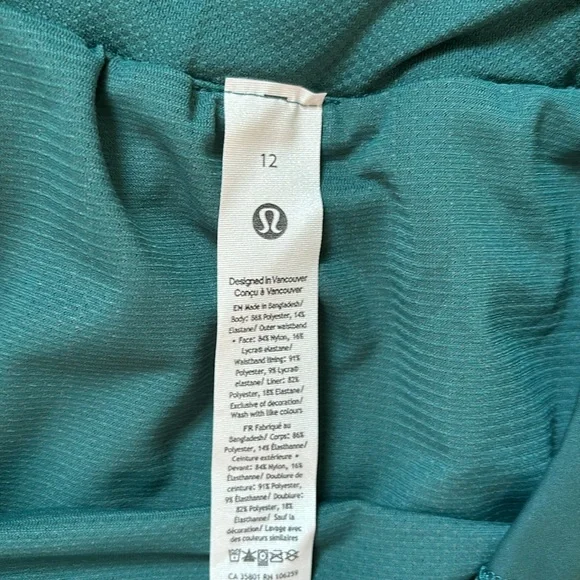 12
Designed in Vancouver
Conçu à Vancouver
EN Made in Bangladesh/
Body: 86% Polyester, 14%
Elastane/ Outer waistband
• Face: 84% Nylon, 16%
Lycra® elastane/
Waistband lining: 91%
Polyester, 9% Lycra®
elastane/ Liner: 82%
Polyester, 18% Elastane/
Exclusive of decoration/
Wash with like colours
FR Fabriqué au
Bangladesh/ Corps: 86%
Polyester, 14% Élasthanne/
Ceinture extérieure •
Devant: 84% Nylon, 16%
Élasthanne/ Doublure de
ceinture: 91% Polyester,
9% Élasthanne/ Doublure:
82% Polyester, 18%
Élasthanne/ Sauf la
décoration/ Lavage avec
des couleurs similaires
CA 35801 RN 106259